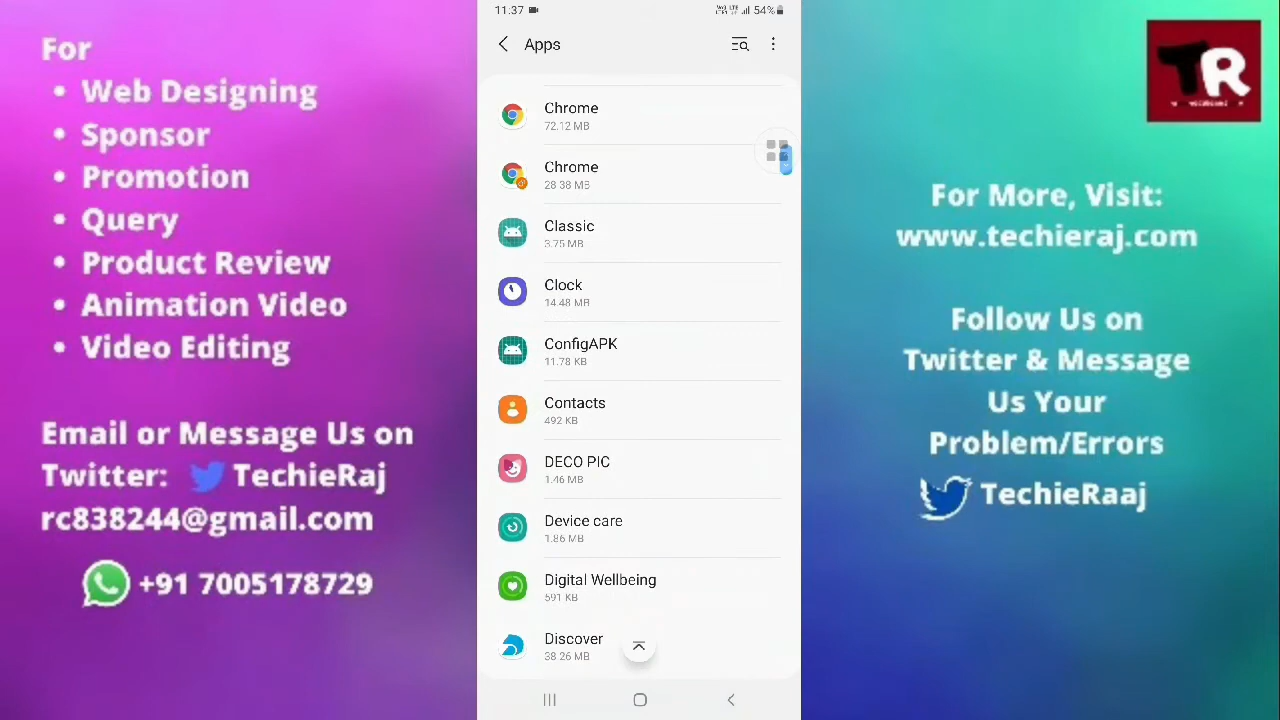 For
• Web Designing
• Sponsor
• Promotion
• Query
• Product Review
• Animation Video
• Video Editing
Email or Message Us on
Twitter: TechieRaj
rc838244@gmail.com
+91 7005178729
11:37
54%
Apps
Chrome
72.12 MB
Chrome
28.38 MB
Classic
3.75 MB
Clock
14.48 MB
ConfigAPK
11.78 KB
Contacts
492 KB
DECO PIC
1.46 MB
Device care
1.86 MB
Digital Wellbeing
591 KB
Discover
38.26 MB
TR
For More, Visit:
www.techieraj.com
Follow Us on
Twitter & Message
Us Your
Problem/Errors
TechieRaaj